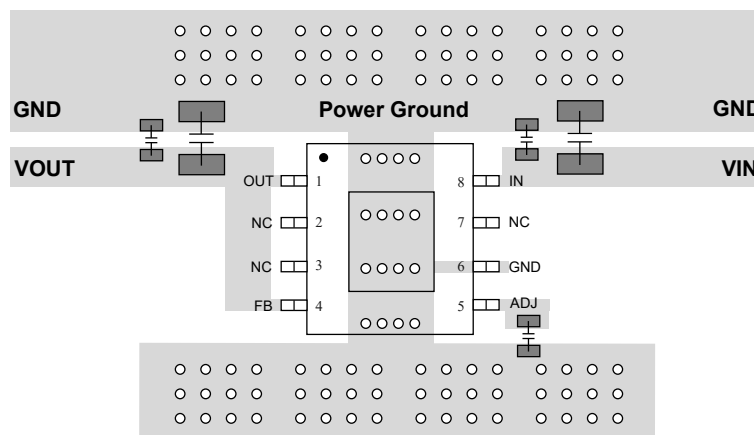 GND
Power Ground
GND
VOUT
VIN
OUT 1
8 IN
NC 2
7 NC
NC 3
6 GND
FB 4
5 ADJ